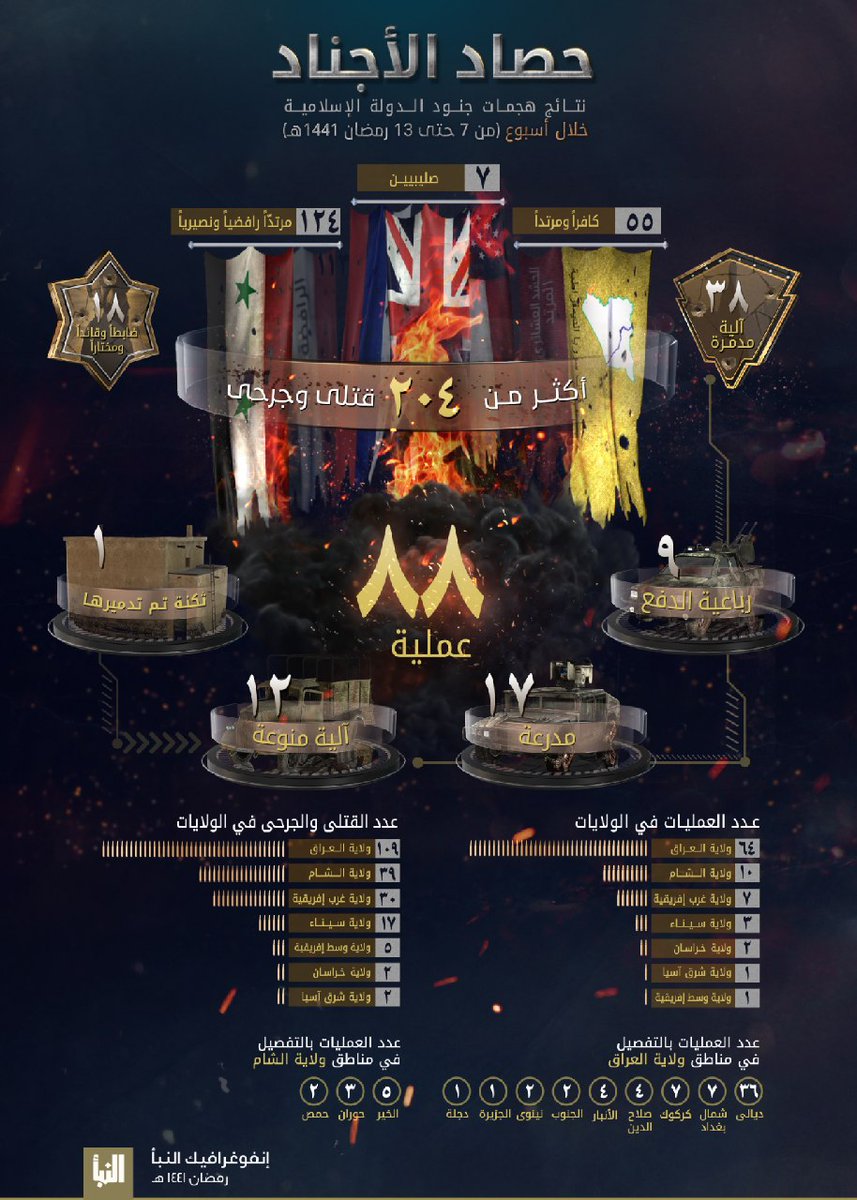 حصاد الأجناد
نتائج هجمات جنود الدولة الإسلامية
خلال أسبوع (من 7 حتى 13 رمضان 1441هـ)
٧ صليبيين
٥٥ كافراً ومرتداً
١٢٤ مرتدّاً رافضياً ونصيرياً
٣٨
آلية
مدمرة
١٨
ضابطاً وقائداً
ومختاراً
الرافضة
أكثر من ٢٠٤ قتلى وجرحى
٨٨
عملية
٩
رباعية الدفع
١
ثكنة تم تدميرها
١٧
مدرعة
١٢
آلية منوعة
عدد العمليات في الولايات
٦٤ ولاية العراق
١٠ ولاية الشام
٧ ولاية غرب إفريقية
٣ ولاية سيناء
٢ ولاية خراسان
١ ولاية شرق آسيا
١ ولاية وسط إفريقية
عدد القتلى والجرحى في الولايات
١٠٩ ولاية العراق
٣٩ ولاية الشام
٣٠ ولاية غرب إفريقية
١٧ ولاية سيناء
٥ ولاية وسط إفريقية
٢ ولاية خراسان
٢ ولاية شرق آسيا
عدد العمليات بالتفصيل
في مناطق ولاية العراق
٣٦ ديالى
٧ شمال بغداد
٧ كركوك
٤ صلاح الدين
٤ الأنبار
٢ الجنوب
٢ نينوى
١ الجزيرة
١ دجلة
عدد العمليات بالتفصيل
في مناطق ولاية الشام
٥ الخير
٣ حوران
٢ حمص
النبأ
إنفوغرافيك النبأ
رمضان ١٤٤١ هـ